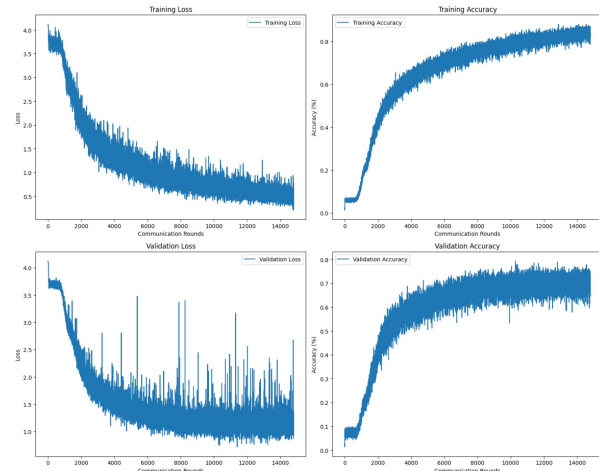 Training Loss
Training Accuracy
4.0
3.5
3.0
2.5
2.0
1.5
1.0
0.5
Loss
Training Loss
0 2000 4000 6000 8000 10000 12000 14000
Communication Rounds
0.8
0.6
0.4
0.2
0.0
Accuracy (%)
Training Accuracy
0 2000 4000 6000 8000 10000 12000 14000
Communication Rounds
Validation Loss
Validation Accuracy
4.0
3.5
3.0
2.5
2.0
1.5
1.0
Loss
Validation Loss
0 2000 4000 6000 8000 10000 12000 14000
Communication Rounds
0.8
0.7
0.6
0.5
0.4
0.3
0.2
0.1
0.0
Accuracy (%)
Validation Accuracy
0 2000 4000 6000 8000 10000 12000 14000
Communication Rounds